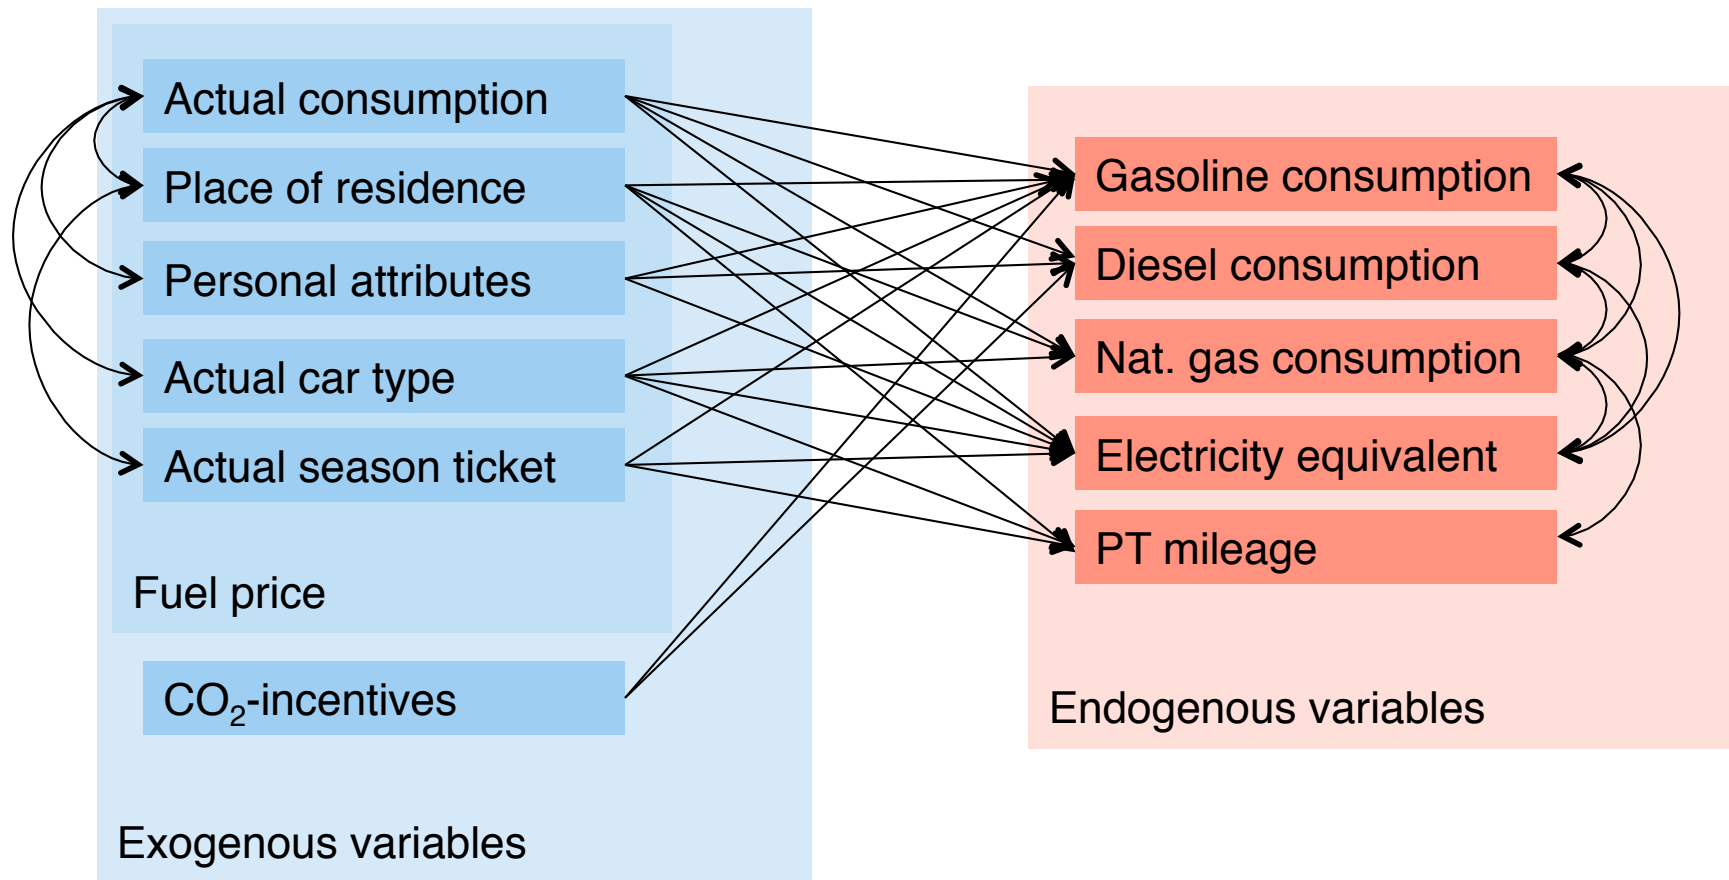 Actual consumption
Place of residence
Personal attributes
Actual car type
Actual season ticket
Fuel price
CO₂-incentives
Exogenous variables
Gasoline consumption
Diesel consumption
Nat. gas consumption
Electricity equivalent
PT mileage
Endogenous variables